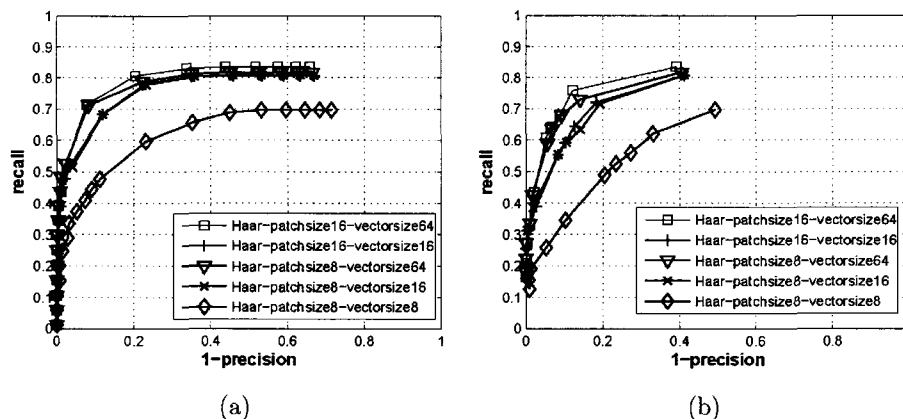 1
0.9
0.8
0.7
0.6
0.5
0.4
0.3
0.2
0.1
0
recall
0 0.2 0.4 0.6 0.8 1
1-precision
Haar-patchsize16-vectorsize64
Haar-patchsize16-vectorsize16
Haar-patchsize8-vectorsize64
Haar-patchsize8-vectorsize16
Haar-patchsize8-vectorsize8
(a)
1
0.9
0.8
0.7
0.6
0.5
0.4
0.3
0.2
0.1
0
recall
0 0.2 0.4 0.6 0.8 1
1-precision
Haar-patchsize16-vectorsize64
Haar-patchsize16-vectorsize16
Haar-patchsize8-vectorsize64
Haar-patchsize8-vectorsize16
Haar-patchsize8-vectorsize8
(b)